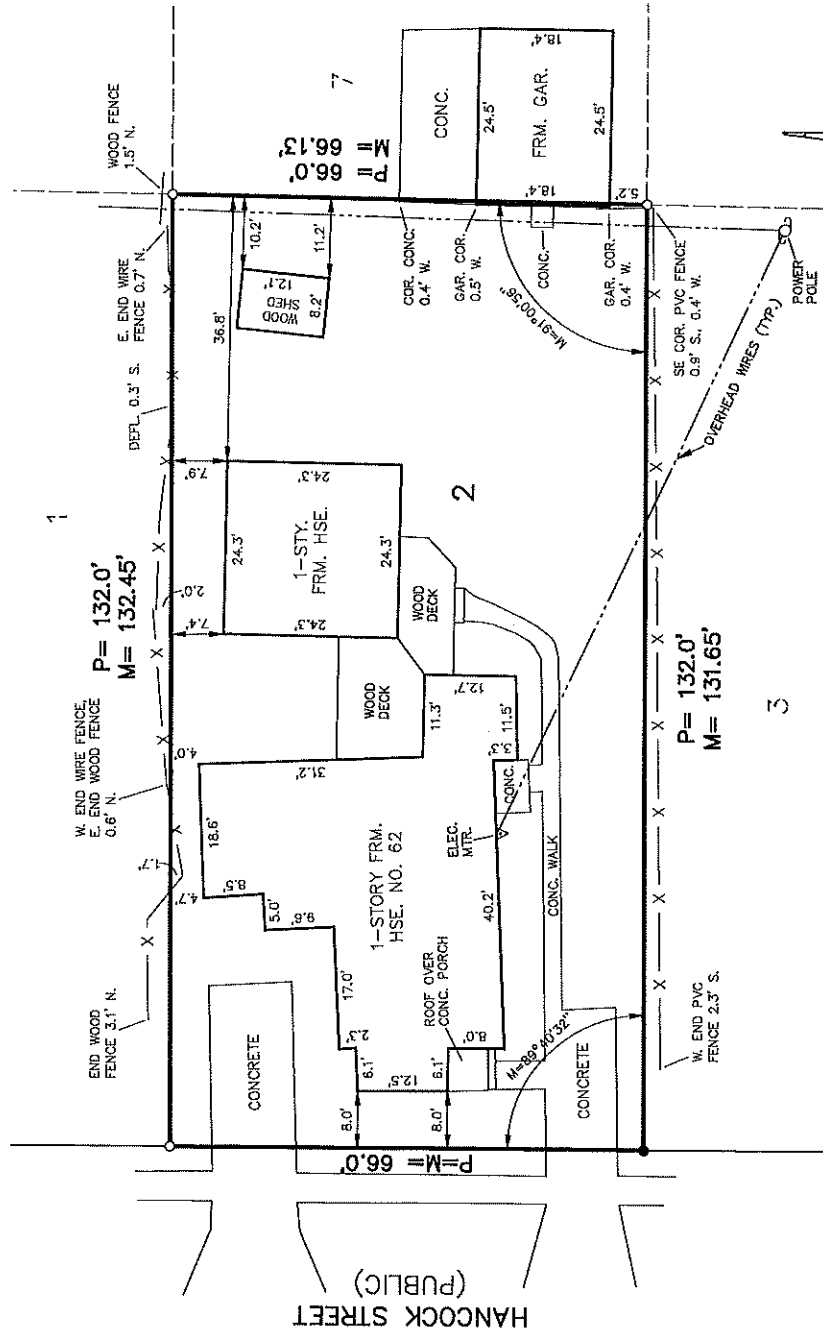 WOOD FENCE
1.5' N.
7
CONC.
24.5'
18.4'
FRM. GAR.
24.5'
P= 66.0'
M= 66.13'
18.4'
5.2'
E. END WIRE
FENCE 0.7' N.
DEFL. 0.3' S.
10.2'
11.2'
WOOD
SHED
12.1'
8.2'
36.8'
COR. CONC.
0.4' W.
GAR. COR.
0.5' W.
CONC.
GAR. COR.
0.4' W.
M=91°00'56"
SE COR. PVC FENCE
0.9' S., 0.4' W.
POWER
POLE
OVERHEAD WIRES (TYP.)
1
P= 132.0'
M= 132.45'
7.9'
2.0'
7.4'
24.3'
24.3'
1-STY.
FRM. HSE.
24.3'
24.3'
2
WOOD
DECK
WOOD
DECK
12.7'
11.3'
11.5'
3.3'
W. END WIRE FENCE,
E. END WOOD FENCE
0.6' N.
4.0'
31.2'
18.6'
1.7'
4.7'
8.5'
5.0'
9.6'
17.0'
2.3'
6.1'
12.5'
6.1'
8.0'
8.0'
8.0'
1-STORY FRM.
HSE. NO. 62
40.2'
ELEC.
MTR.
CONC.
CONC. WALK
ROOF OVER
CONC. PORCH
END WOOD
FENCE 3.1' N.
CONCRETE
CONCRETE
M=89°40'32"
P= 132.0'
M= 131.65'
3
W. END PVC
FENCE 2.3' S.
P=M= 66.0'
HANCOCK STREET
(PUBLIC)